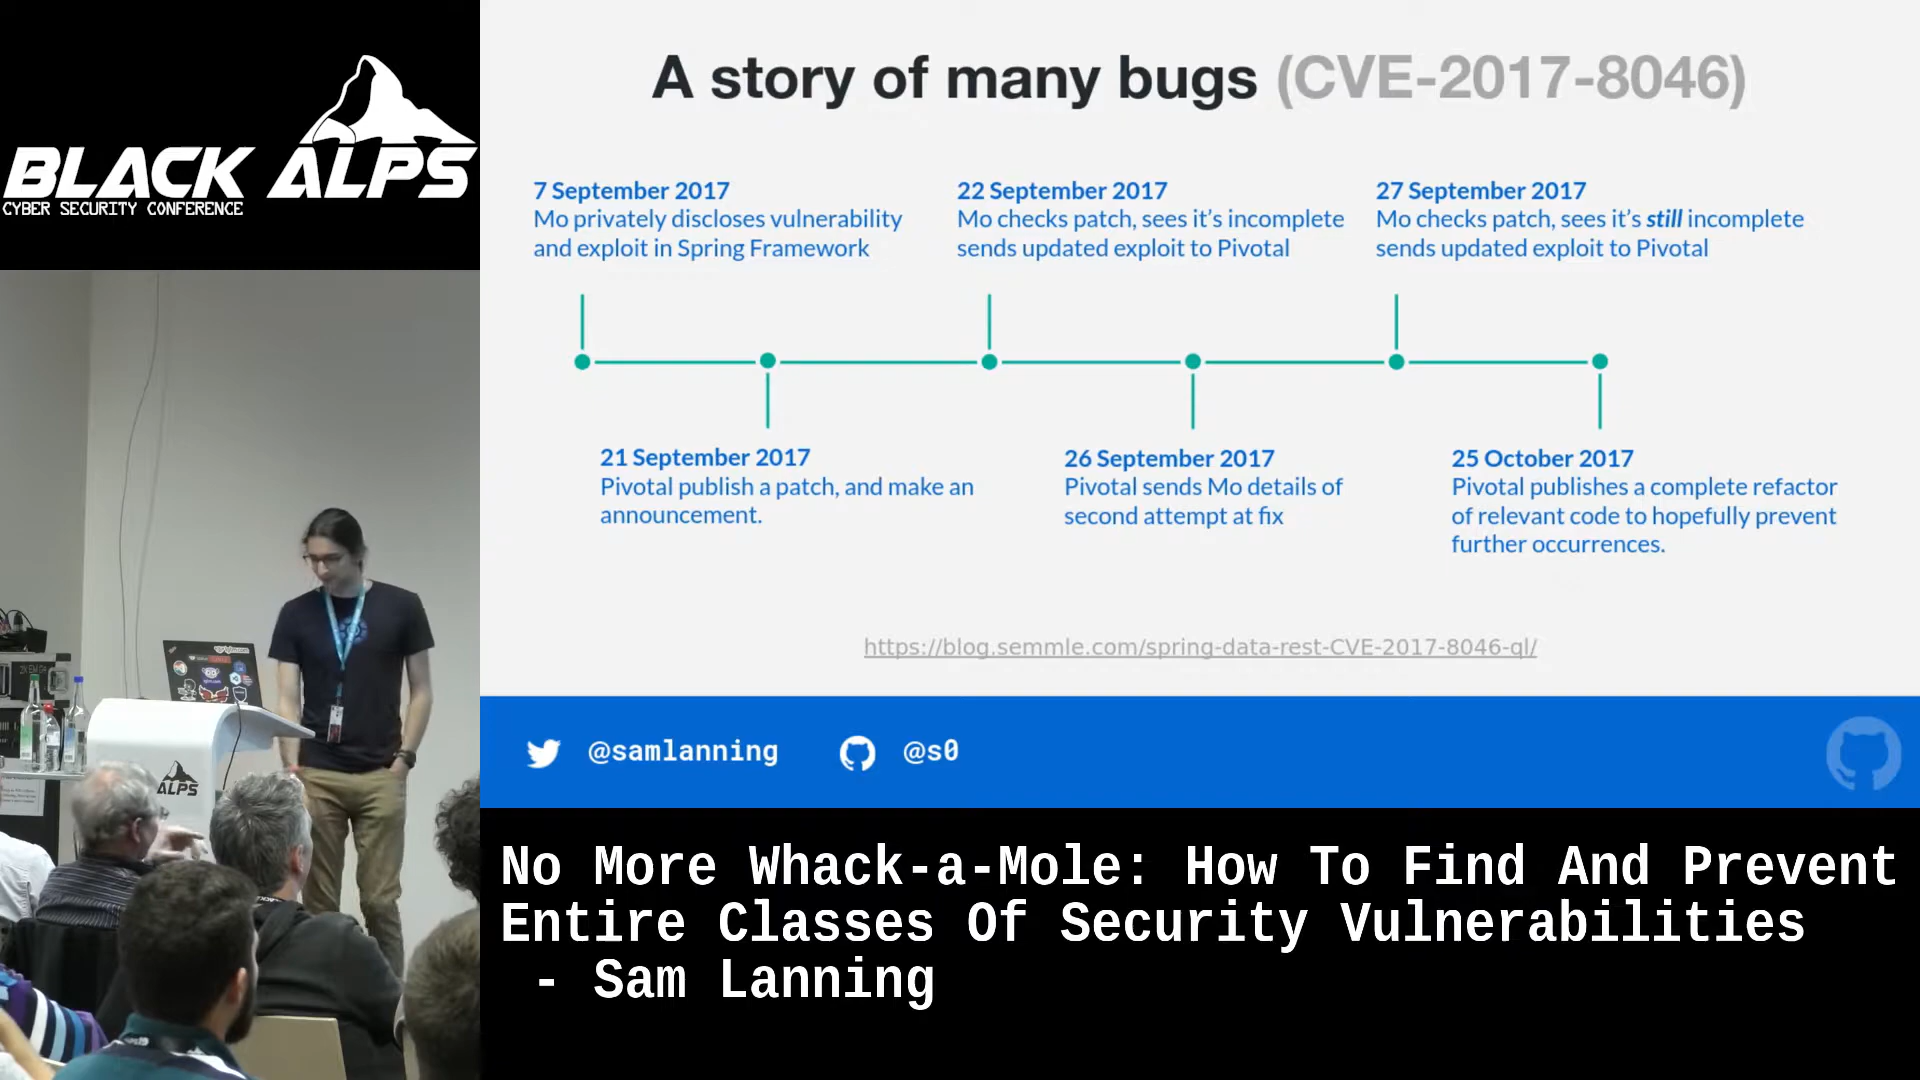 BLACK ALPS
CYBER SECURITY CONFERENCE
A story of many bugs (CVE-2017-8046)
7 September 2017
Mo privately discloses vulnerability
and exploit in Spring Framework
22 September 2017
Mo checks patch, sees it’s incomplete
sends updated exploit to Pivotal
27 September 2017
Mo checks patch, sees it’s still incomplete
sends updated exploit to Pivotal
21 September 2017
Pivotal publish a patch, and make an
announcement.
26 September 2017
Pivotal sends Mo details of
second attempt at fix
25 October 2017
Pivotal publishes a complete refactor
of relevant code to hopefully prevent
further occurrences.
https://blog.semmle.com/spring-data-rest-CVE-2017-8046-ql/
@samlanning
@s0
ALPS
No More Whack-a-Mole: How To Find And Prevent
Entire Classes Of Security Vulnerabilities
- Sam Lanning